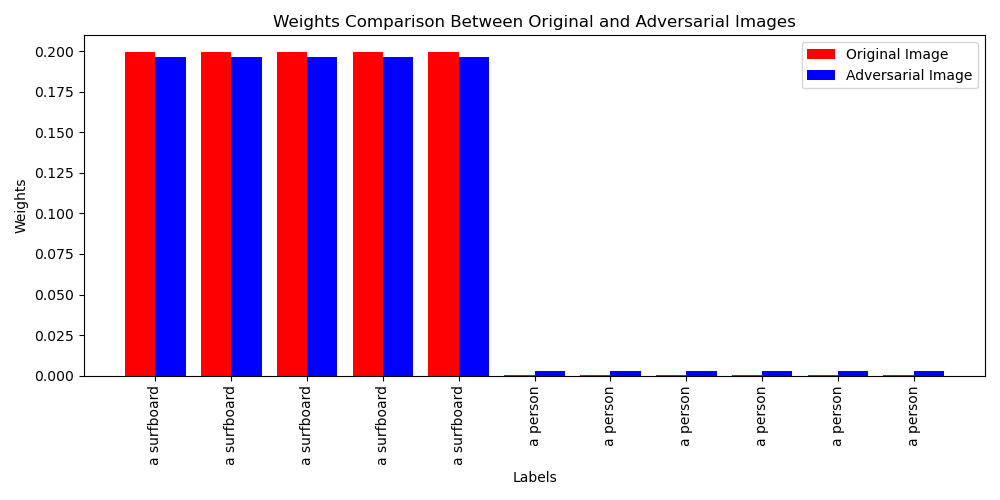 Weights Comparison Between Original and Adversarial Images
Original Image
Adversarial Image
Weights
0.200
0.175
0.150
0.125
0.100
0.075
0.050
0.025
0.000
a surfboard
a surfboard
a surfboard
a surfboard
a surfboard
a person
a person
a person
a person
a person
a person
Labels